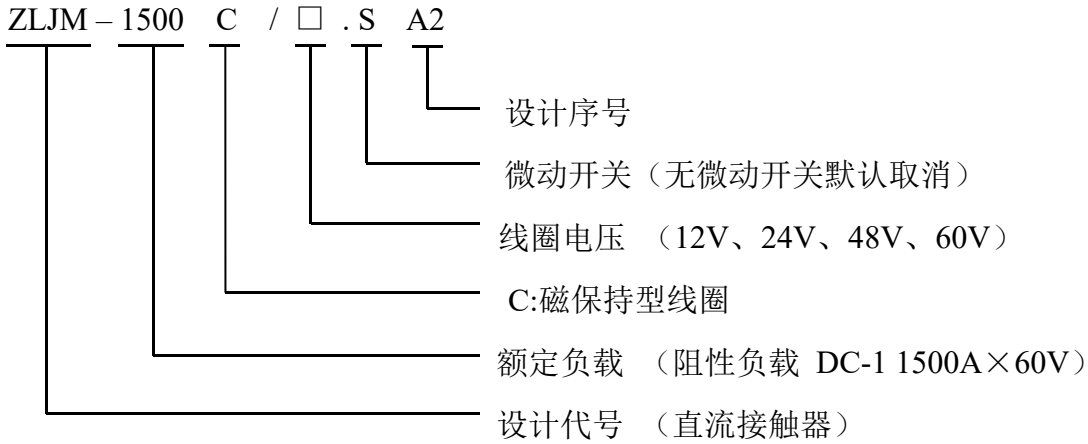 ZLJM – 1500 C / □ . S A2
设计序号
微动开关（无微动开关默认取消）
线圈电压 （12V、24V、48V、60V）
C:磁保持型线圈
额定负载 （阻性负载 DC-1 1500A×60V）
设计代号 （直流接触器）